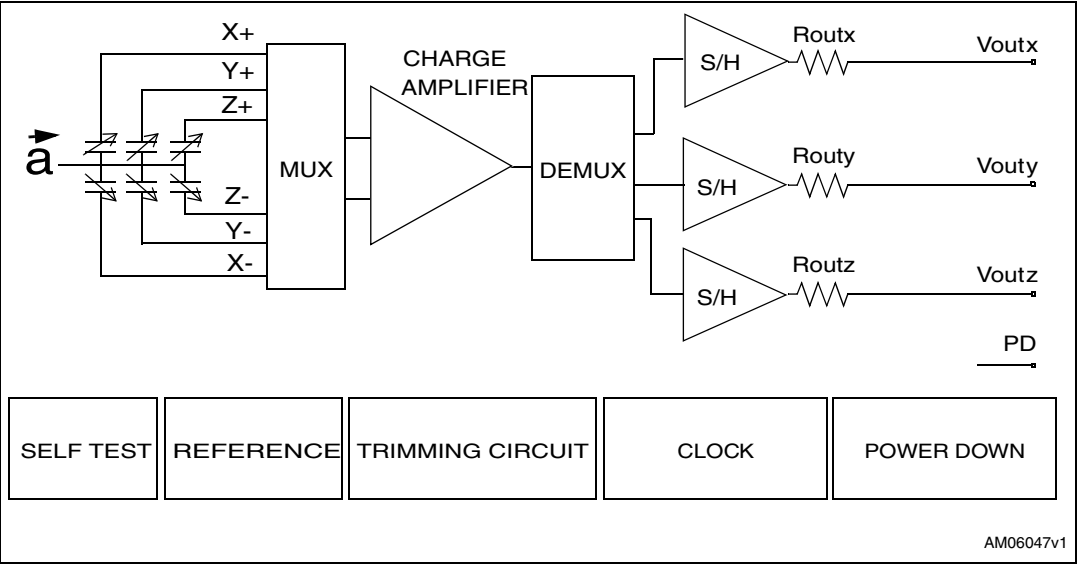 X+
Y+
Z+
a
Z-
Y-
X-
MUX
CHARGE
AMPLIFIER
DEMUX
S/H
Routx
Voutx
S/H
Routy
Vouty
S/H
Routz
Voutz
PD
SELF TEST
REFERENCE
TRIMMING CIRCUIT
CLOCK
POWER DOWN
AM06047v1